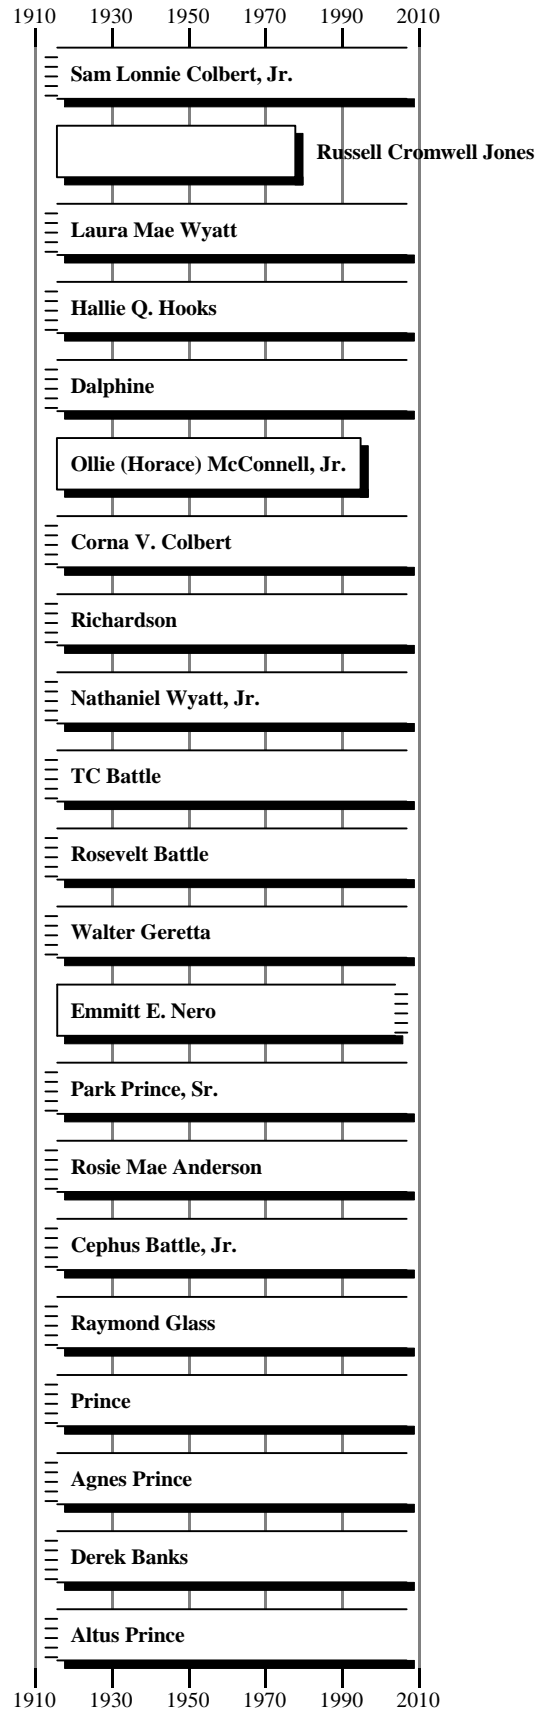 1910 1930 1950 1970 1990 2010
Sam Lonnie Colbert, Jr.
Russell Cromwell Jones
Laura Mae Wyatt
Hallie Q. Hooks
Dalphine
Ollie (Horace) McConnell, Jr.
Corna V. Colbert
Richardson
Nathaniel Wyatt, Jr.
TC Battle
Rosevelt Battle
Walter Geretta
Emmitt E. Nero
Park Prince, Sr.
Rosie Mae Anderson
Cephus Battle, Jr.
Raymond Glass
Prince
Agnes Prince
Derek Banks
Altus Prince
1910 1930 1950 1970 1990 2010